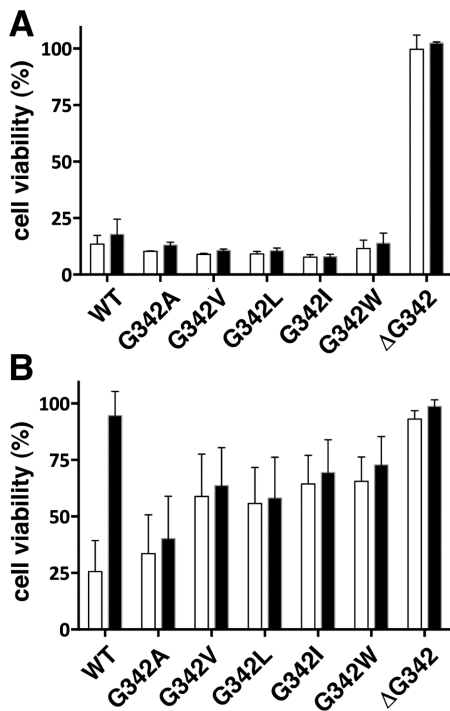 A
cell viability (%)
100
75
50
25
0
WT
G342A
G342V
G342L
G342I
G342W
ΔG342
B
cell viability (%)
100
75
50
25
0
WT
G342A
G342V
G342L
G342I
G342W
ΔG342